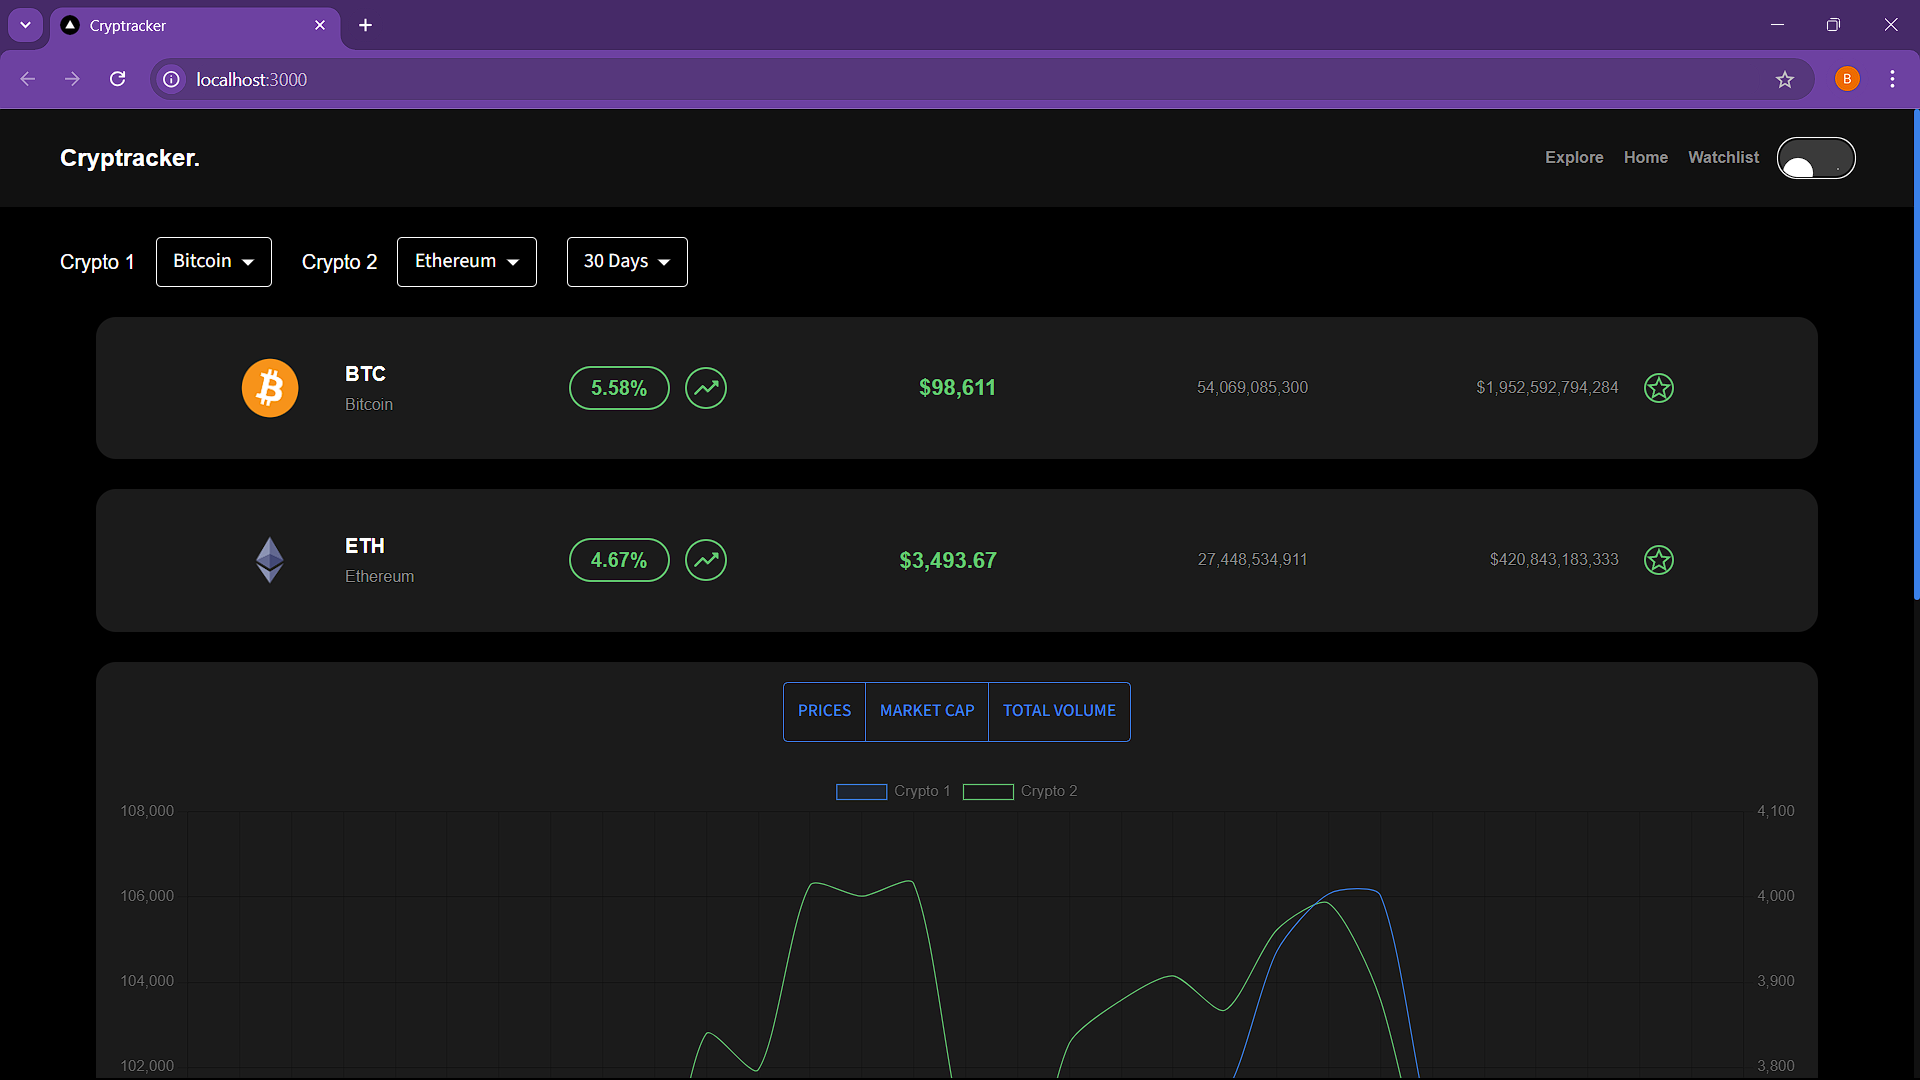 Cryptracker
localhost:3000
B
Cryptracker.
Explore Home Watchlist
Crypto 1 Bitcoin Crypto 2 Ethereum 30 Days
BTC
Bitcoin
5.58% $98,611 54,069,085,300 $1,952,592,794,284
ETH
Ethereum
4.67% $3,493.67 27,448,534,911 $420,843,183,333
PRICES MARKET CAP TOTAL VOLUME
Crypto 1 Crypto 2
108,000 4,100
106,000 4,000
104,000 3,900
102,000 3,800